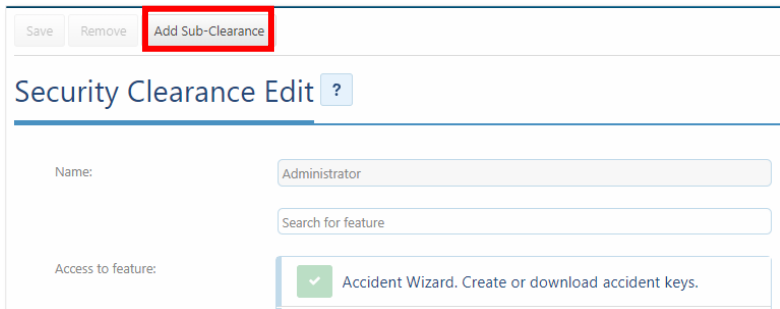 Save Remove Add Sub-Clearance
Security Clearance Edit ?
Name: Administrator
Search for feature
Access to feature: Accident Wizard. Create or download accident keys.